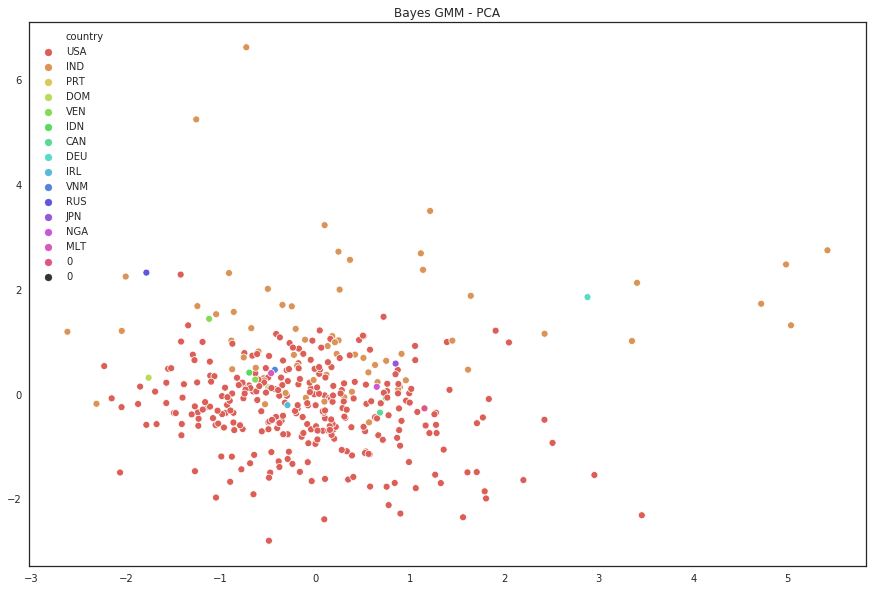 Bayes GMM - PCA
country
USA
IND
PRT
DOM
VEN
IDN
CAN
DEU
IRL
VNM
RUS
JPN
NGA
MLT
0
0
6
4
2
0
−2
−3
−2
−1
0
1
2
3
4
5